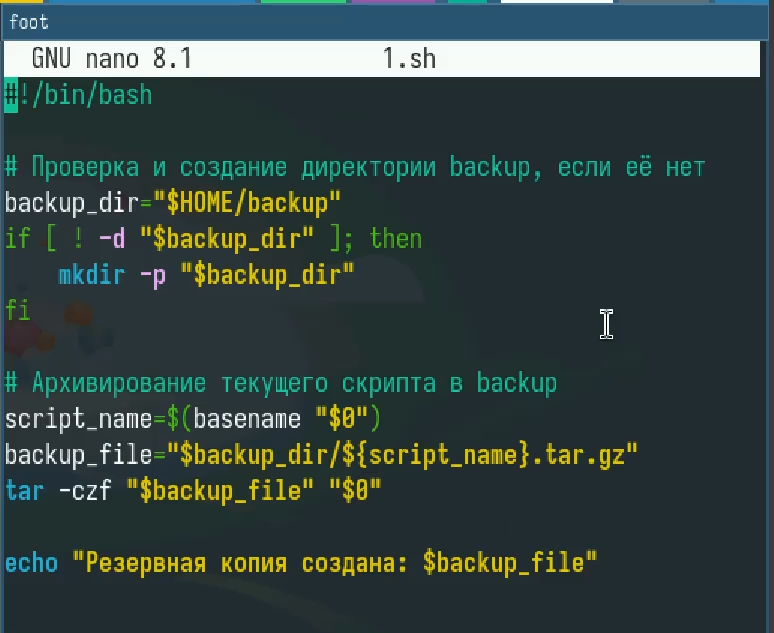 foot
GNU nano 8.1 1.sh
#!/bin/bash
# Проверка и создание директории backup, если её нет
backup_dir="$HOME/backup"
if [ ! -d "$backup_dir" ]; then
    mkdir -p "$backup_dir"
fi
# Архивирование текущего скрипта в backup
script_name=$(basename "$0")
backup_file="$backup_dir/${script_name}.tar.gz"
tar -czf "$backup_file" "$0"
echo "Резервная копия создана: $backup_file"